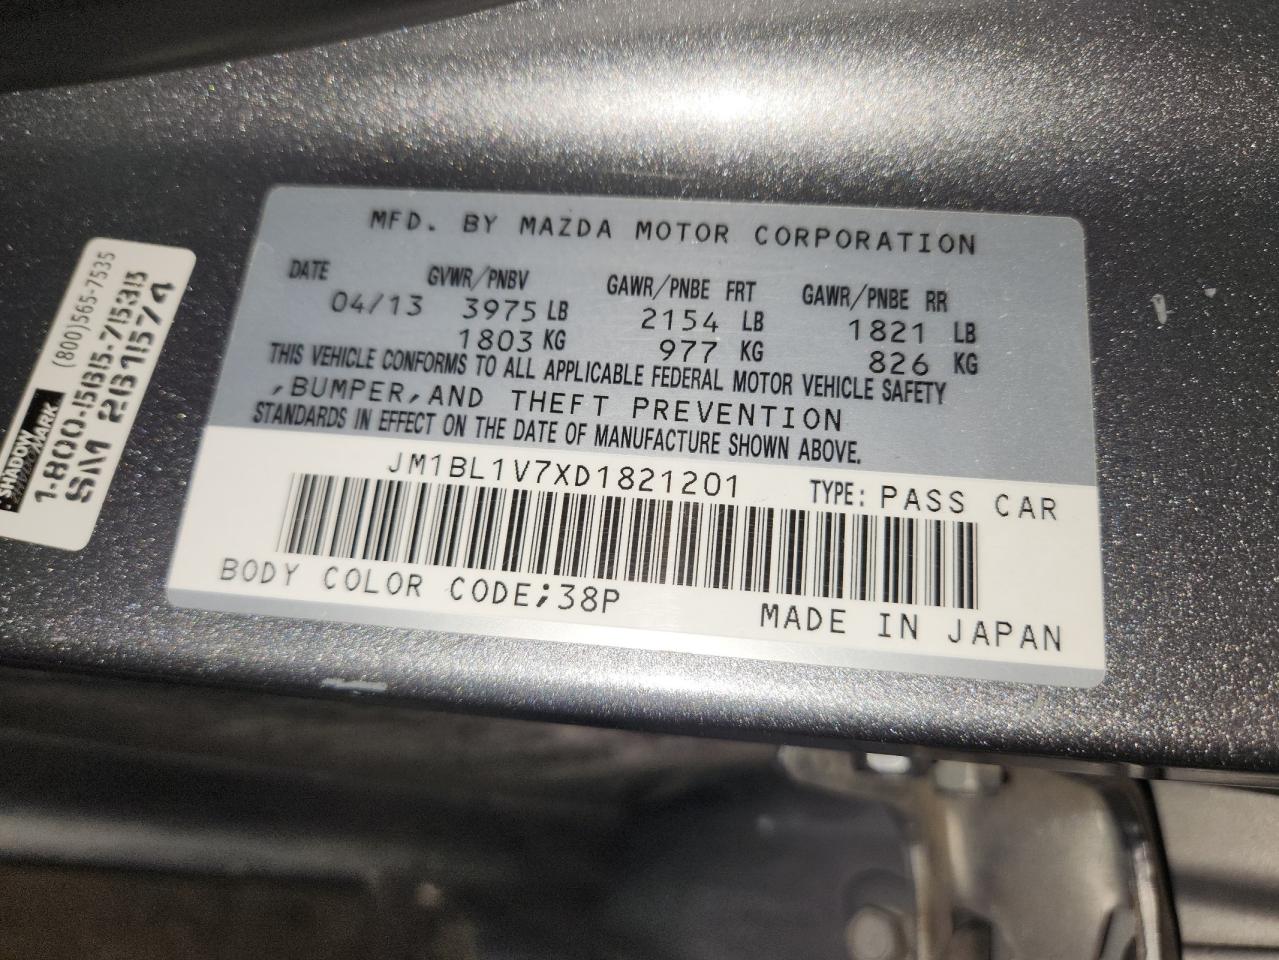 MFD. BY MAZDA MOTOR CORPORATION
DATE GVWR/PNBV GAWR/PNBE FRT GAWR/PNBE RR
04/13 3975 LB 2154 LB 1821 LB
1803 KG 977 KG 826 KG
THIS VEHICLE CONFORMS TO ALL APPLICABLE FEDERAL MOTOR VEHICLE SAFETY
,BUMPER,AND THEFT PREVENTION
STANDARDS IN EFFECT ON THE DATE OF MANUFACTURE SHOWN ABOVE.
JM1BL1V7XD1821201 TYPE: PASS CAR
BODY COLOR CODE;38P MADE IN JAPAN
SHADOW MARK (800)565-7535
1-800-565-7535
SM 2B1574